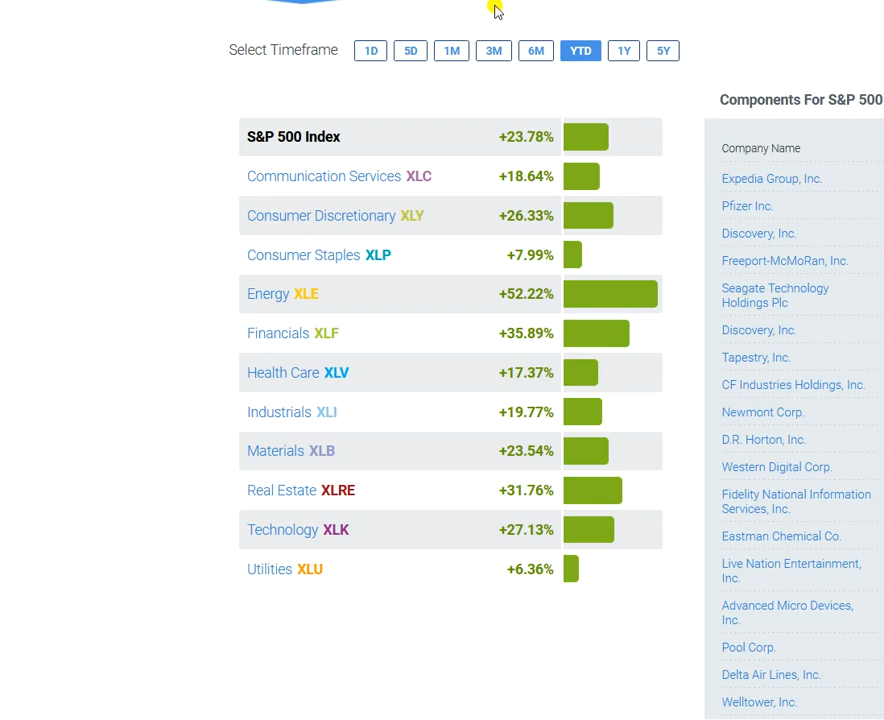 Select Timeframe 1D 5D 1M 3M 6M YTD 1Y 5Y
S&P 500 Index +23.78%
Communication Services XLC +18.64%
Consumer Discretionary XLY +26.33%
Consumer Staples XLP +7.99%
Energy XLE +52.22%
Financials XLF +35.89%
Health Care XLV +17.37%
Industrials XLI +19.77%
Materials XLB +23.54%
Real Estate XLRE +31.76%
Technology XLK +27.13%
Utilities XLU +6.36%
Components For S&P 500
Company Name
Expedia Group, Inc.
Pfizer Inc.
Discovery, Inc.
Freeport-McMoRan, Inc.
Seagate Technology
Holdings Plc
Discovery, Inc.
Tapestry, Inc.
CF Industries Holdings, Inc.
Newmont Corp.
D.R. Horton, Inc.
Western Digital Corp.
Fidelity National Information
Services, Inc.
Eastman Chemical Co.
Live Nation Entertainment,
Inc.
Advanced Micro Devices,
Inc.
Pool Corp.
Delta Air Lines, Inc.
Welltower, Inc.